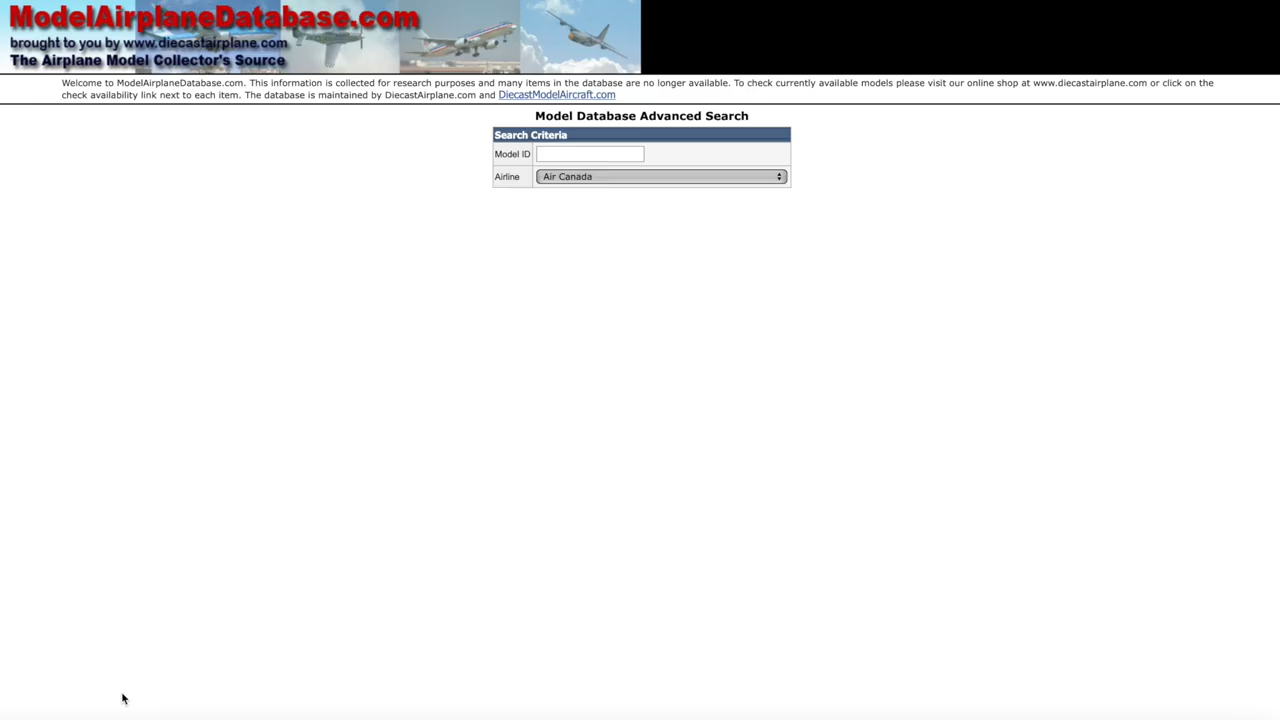 ModelAirplaneDatabase.com
brought to you by www.diecastairplane.com
The Airplane Model Collector's Source
Welcome to ModelAirplaneDatabase.com. This information is collected for research purposes and many items in the database are no longer available. To check currently available models please visit our online shop at www.diecastairplane.com or click on the
check availability link next to each item. The database is maintained by DiecastAirplane.com and DiecastModelAircraft.com
Model Database Advanced Search
Search Criteria
Model ID
Airline Air Canada